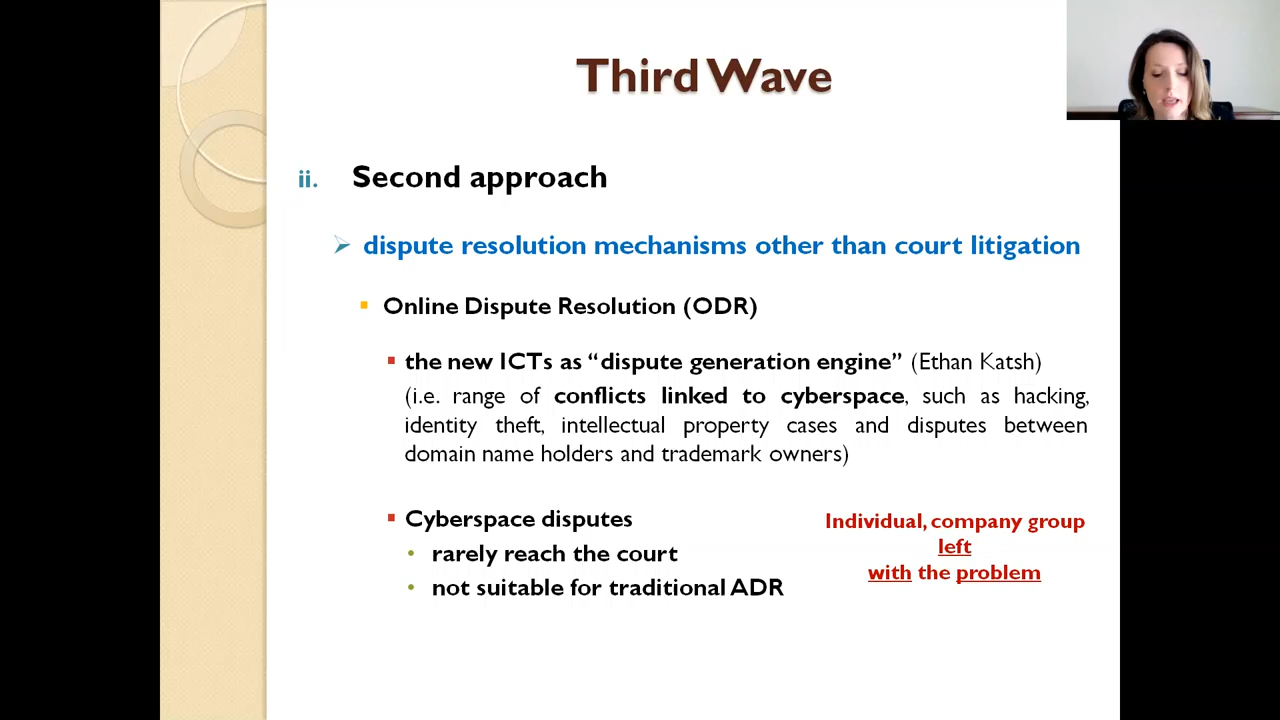 Third Wave
ii. Second approach
dispute resolution mechanisms other than court litigation
Online Dispute Resolution (ODR)
the new ICTs as “dispute generation engine” (Ethan Katsh)
(i.e. range of conflicts linked to cyberspace, such as hacking,
identity theft, intellectual property cases and disputes between
domain name holders and trademark owners)
Cyberspace disputes
rarely reach the court
not suitable for traditional ADR
Individual, company group
left
with the problem